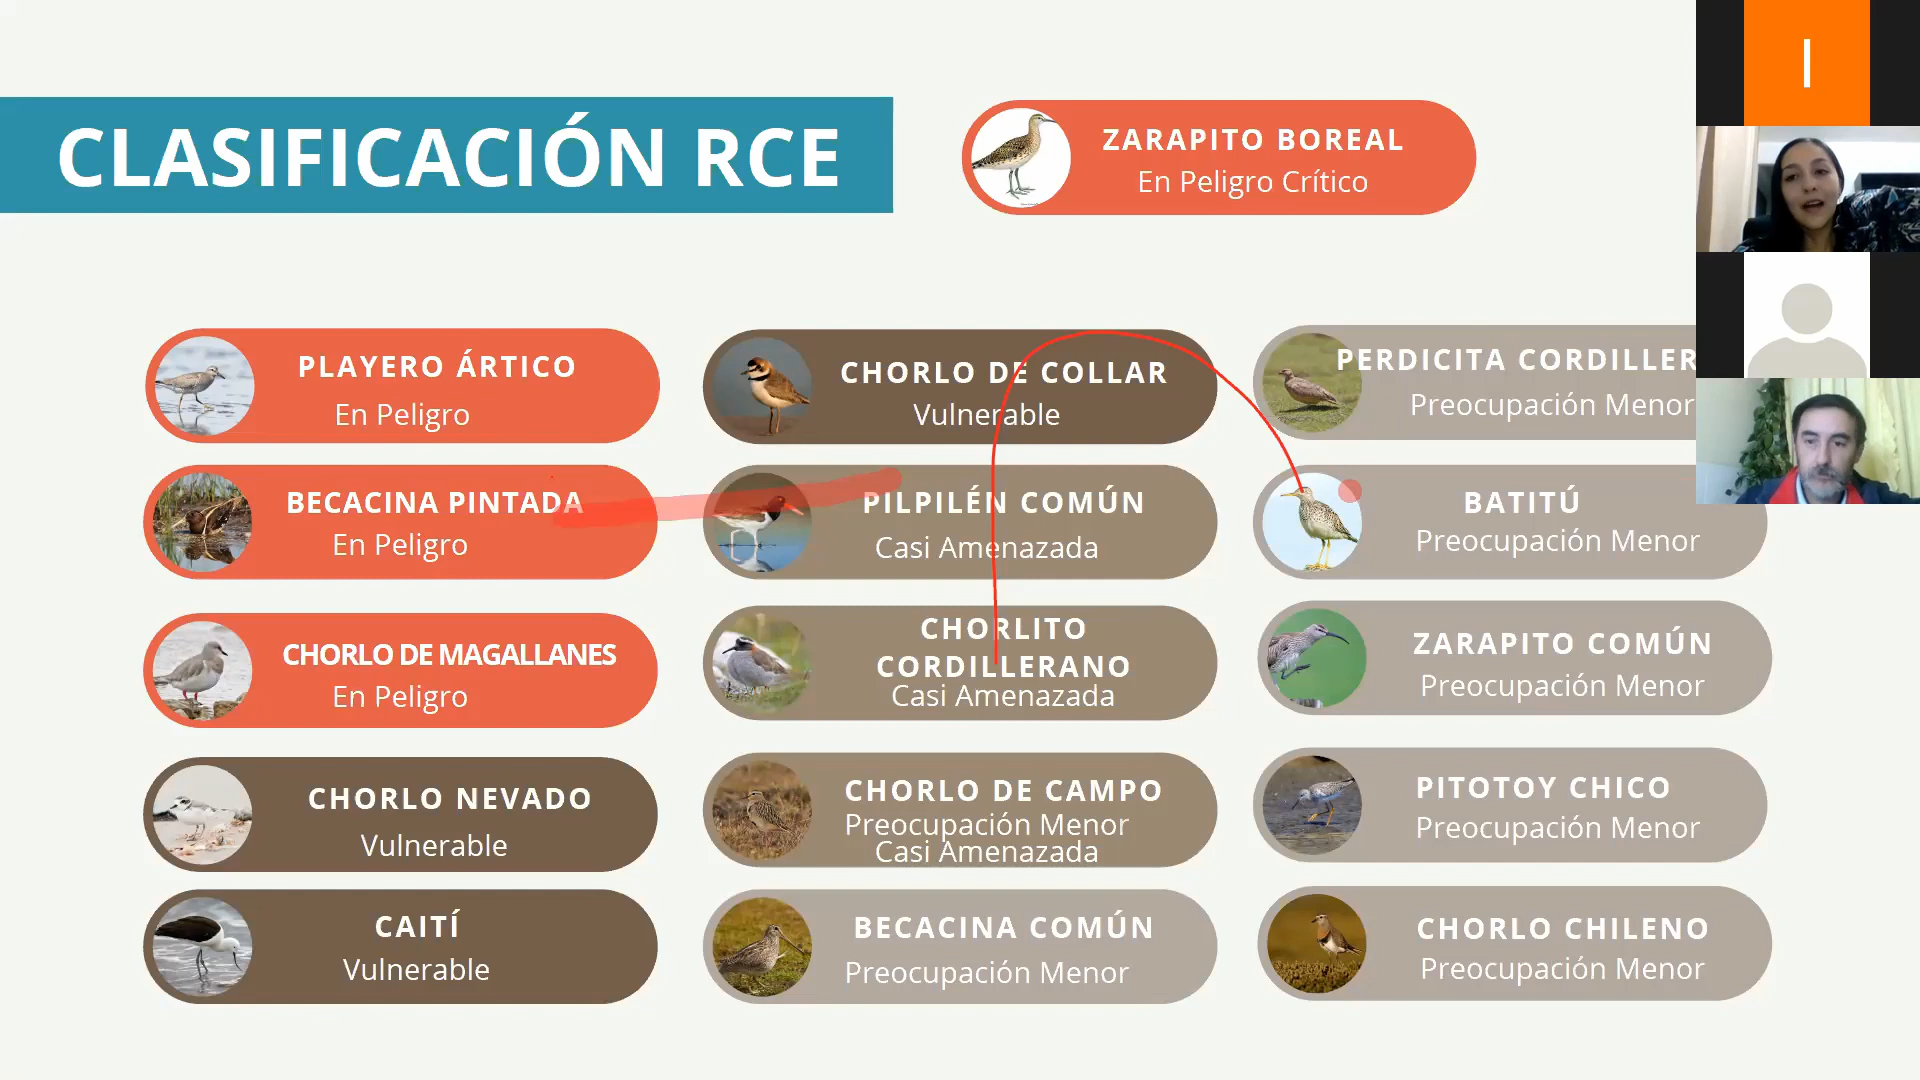 CLASIFICACIÓN RCE
ZARAPITO BOREAL
En Peligro Crítico
I
PLAYERO ÁRTICO
En Peligro
BECACINA PINTADA
En Peligro
CHORLO DE MAGALLANES
En Peligro
CHORLO NEVADO
Vulnerable
CAITÍ
Vulnerable
CHORLO DE COLLAR
Vulnerable
PILPILÉN COMÚN
Casi Amenazada
CHORLITO
CORDILLERANO
Casi Amenazada
CHORLO DE CAMPO
Preocupación Menor
Casi Amenazada
BECACINA COMÚN
Preocupación Menor
PERDICITA CORDILLER
Preocupación Menor
BATITÚ
Preocupación Menor
ZARAPITO COMÚN
Preocupación Menor
PITOTOY CHICO
Preocupación Menor
CHORLO CHILENO
Preocupación Menor